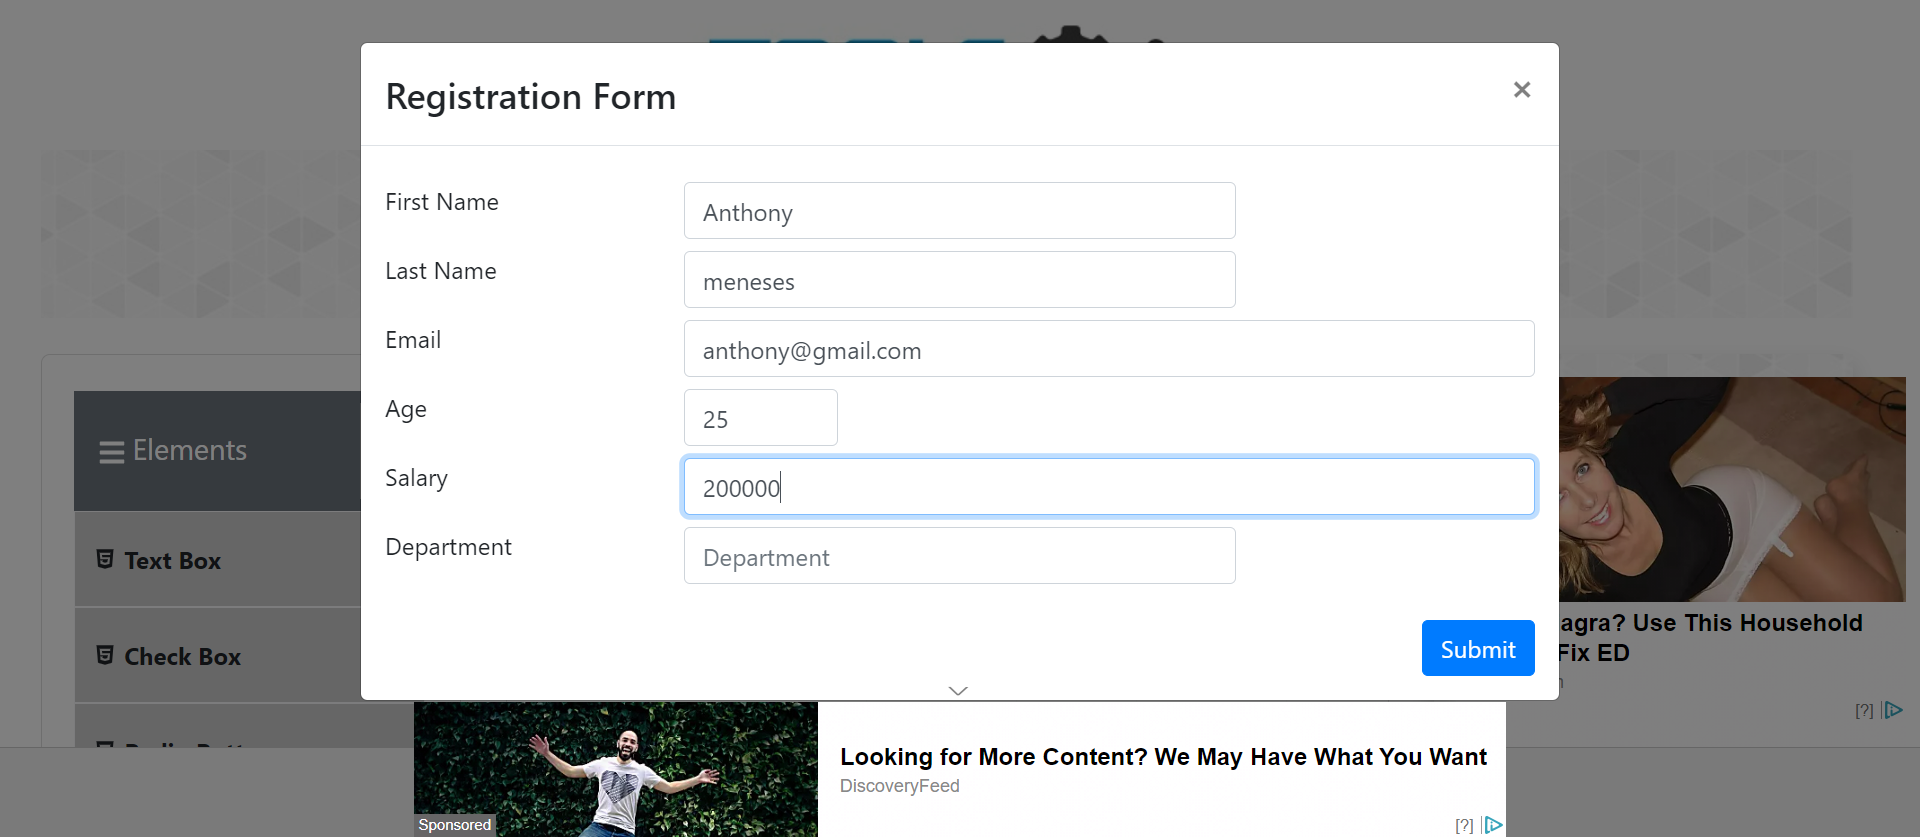 Registration Form
×
First Name
Anthony
Last Name
meneses
Email
anthony@gmail.com
Age
25
Salary
200000
Department
Department
Submit
Elements
Text Box
Check Box
agra? Use This Household
Fix ED
[?]
Looking for More Content? We May Have What You Want
DiscoveryFeed
Sponsored
[?]